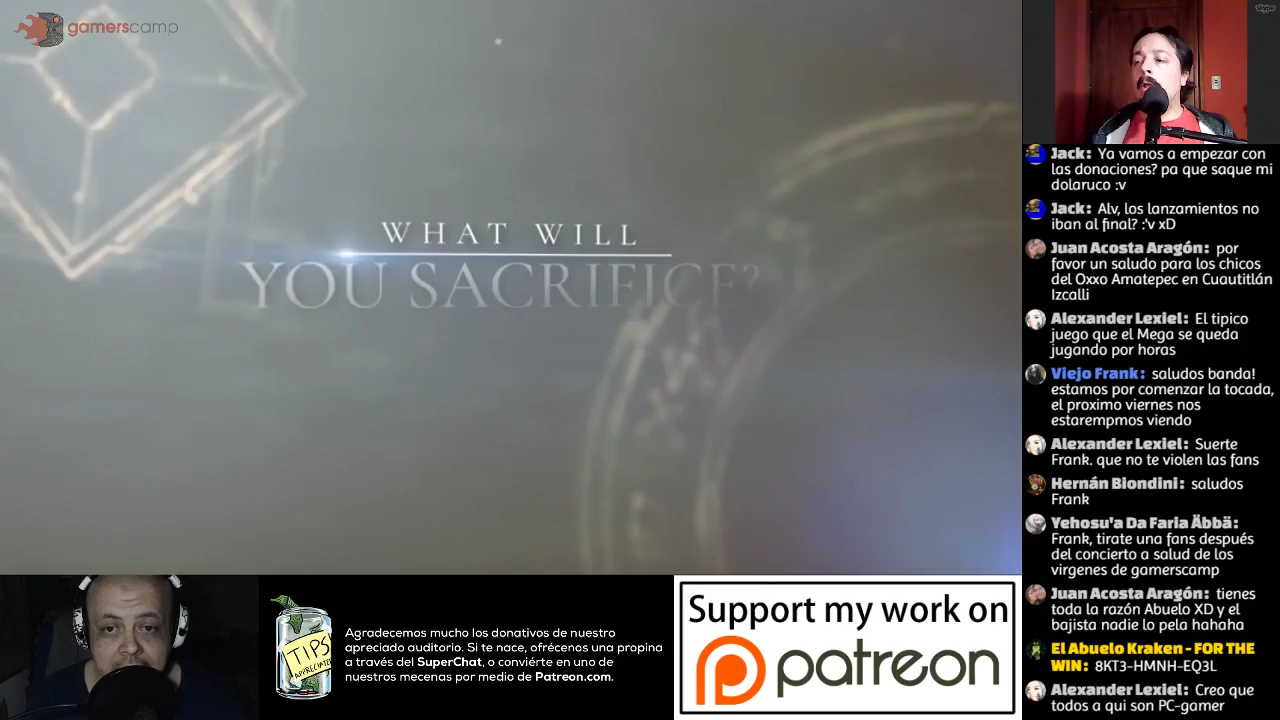 gamerscamp
WHAT WILL
YOU SACRIFICE?
skype
Jack: Ya vamos a empezar con
las donaciones? pa que saque mi
dolaruco :v
Jack: Alv, los lanzamientos no
iban al final? :'v xD
Juan Acosta Aragón: por
favor un saludo para los chicos
del Oxxo Amatepec en Cuautitlán
Izcalli
Alexander Lexiel: El tipico
juego que el Mega se queda
jugando por horas
Viejo Frank: saludos banda!
estamos por comenzar la tocada,
el proximo viernes nos
estarempmos viendo
Alexander Lexiel: Suerte
Frank. que no te violen las fans
Hernán Biondini: saludos
Frank
Yehosu'a Da Faria Äbbä:
Frank, tirate una fans después
del concierto a salud de los
virgenes de gamerscamp
Juan Acosta Aragón: tienes
toda la razón Abuelo XD y el
bajista nadie lo pela hahaha
El Abuelo Kraken - FOR THE
WIN: 8KT3-HMNH-EQ3L
Alexander Lexiel: Creo que
todos a qui son PC-gamer
TIPS
APPRECIATED
Agradecemos mucho los donativos de nuestro
apreciado auditorio. Si te nace, ofrécenos una propina
a través del SuperChat, o conviérte en uno de
nuestros mecenas por medio de Patreon.com.
Support my work on
patreon